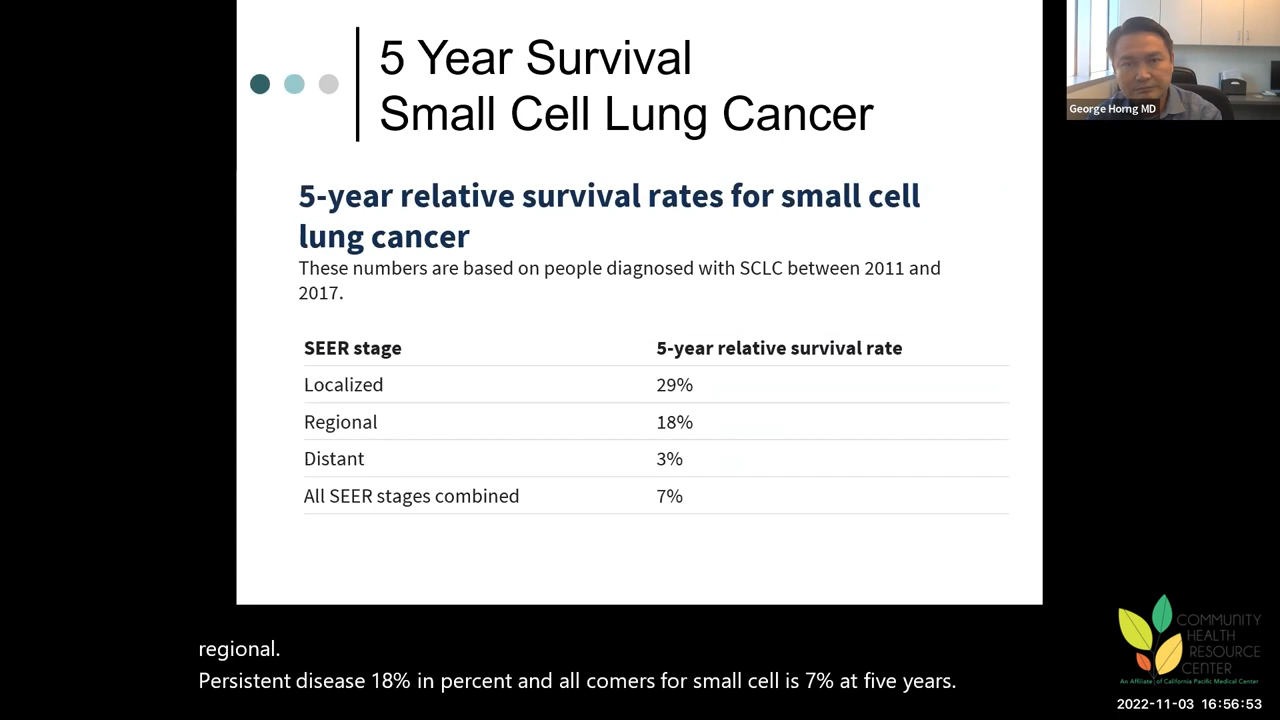 5 Year Survival
Small Cell Lung Cancer
George Horng MD
5-year relative survival rates for small cell
lung cancer
These numbers are based on people diagnosed with SCLC between 2011 and
2017.
SEER stage 5-year relative survival rate
Localized 29%
Regional 18%
Distant 3%
All SEER stages combined 7%
regional.
Persistent disease 18% in percent and all comers for small cell is 7% at five years.
COMMUNITY
HEALTH
RESOURCE
CENTER
An Affiliate of California Pacific Medical Center
2022-11-03 16:56:53